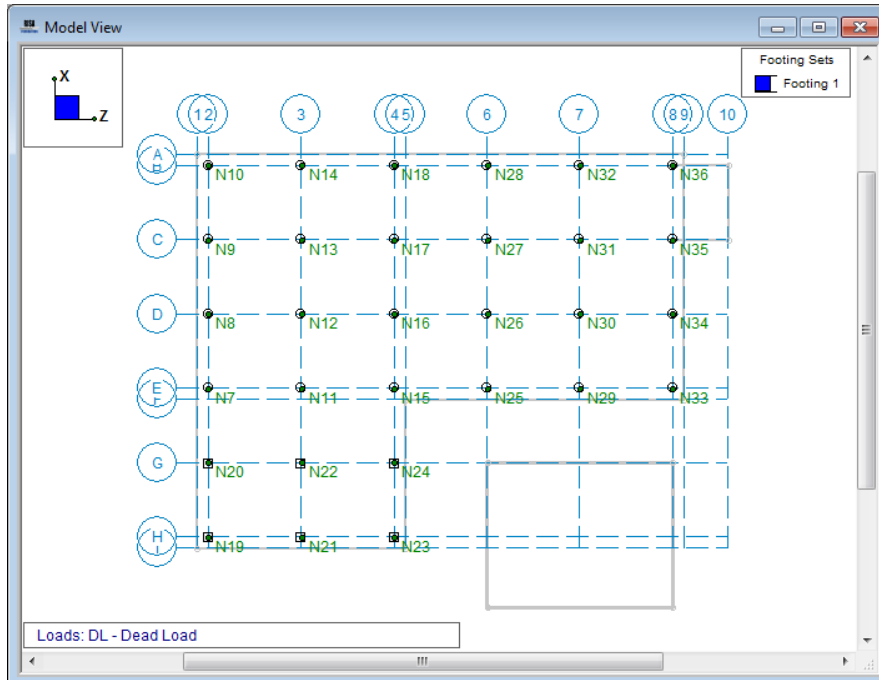 Model View
X
Z
Footing Sets
Footing 1
1 2 3 4 5 6 7 8 9 10
A
B
N10 N14 N18 N28 N32 N36
C
N9 N13 N17 N27 N31 N35
D
N8 N12 N16 N26 N30 N34
E
N7 N11 N15 N25 N29 N33
G
N20 N22 N24
H
N19 N21 N23
Loads: DL - Dead Load